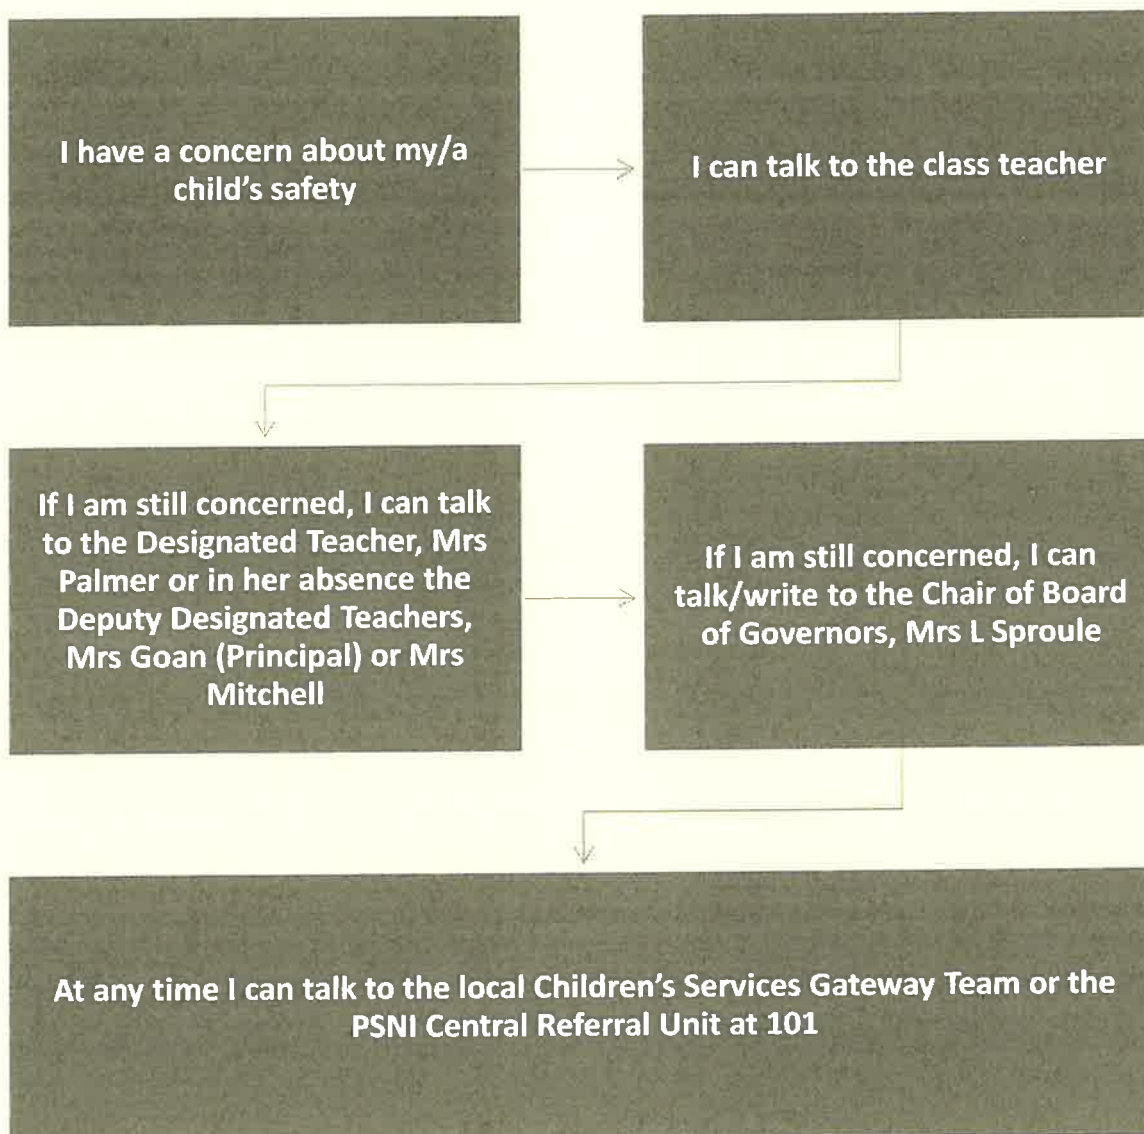 I have a concern about my/a
child's safety
I can talk to the class teacher
If I am still concerned, I can talk
to the Designated Teacher, Mrs
Palmer or in her absence the
Deputy Designated Teachers,
Mrs Goan (Principal) or Mrs
Mitchell
If I am still concerned, I can
talk/write to the Chair of Board
of Governors, Mrs L Sproule
At any time I can talk to the local Children's Services Gateway Team or the
PSNI Central Referral Unit at 101